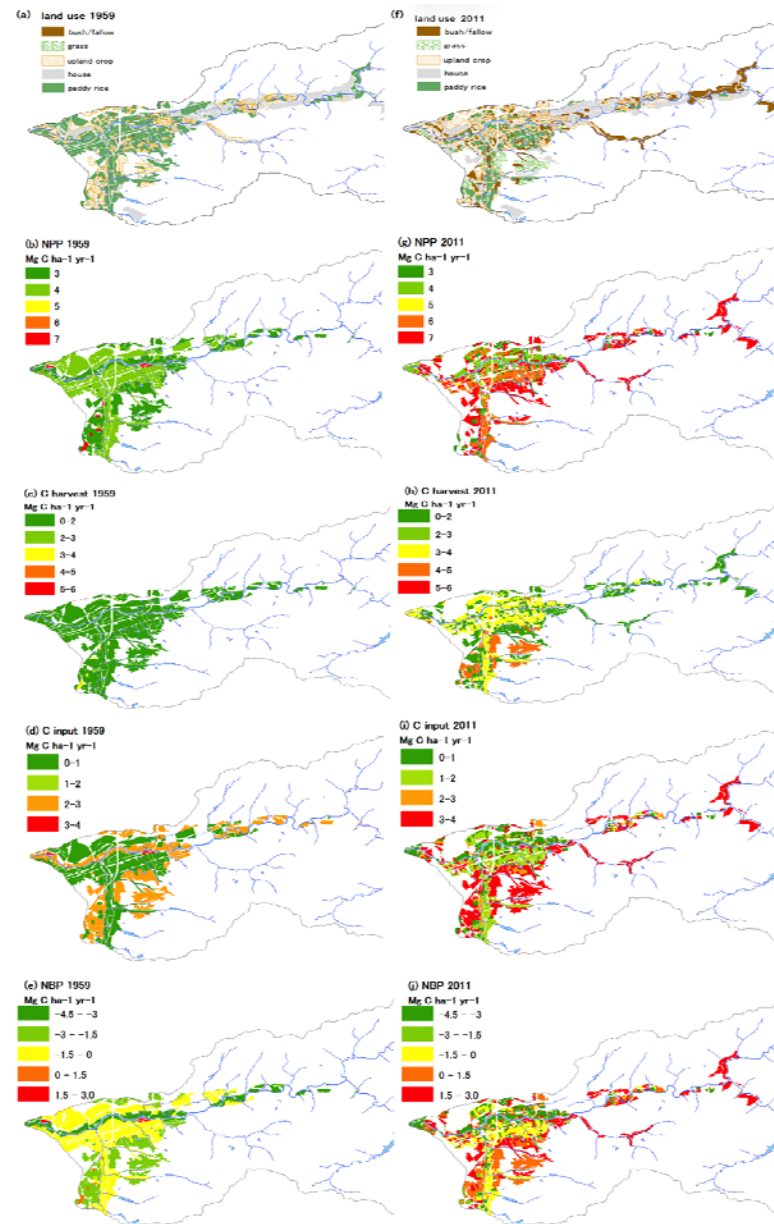 (a)
land use 1959
bush/fallow
grass
upland crop
house
paddy rice
(f)
land use 2011
bush/fallow
grass
upland crop
house
paddy rice
(b) NPP 1959
Mg C ha-1 yr-1
3
4
5
6
7
(g) NPP 2011
Mg C ha-1 yr-1
3
4
5
6
7
(c) C harvest 1959
Mg C ha-1 yr-1
0-2
2-3
3-4
4-5
5-6
(h) C harvest 2011
Mg C ha-1 yr-1
0-2
2-3
3-4
4-5
5-6
(d) C input 1959
Mg C ha-1 yr-1
0-1
1-2
2-3
3-4
(i) C input 2011
Mg C ha-1 yr-1
0-1
1-2
2-3
3-4
(e) NBP 1959
Mg C ha-1 yr-1
-4.5 - -3
-3 - -1.5
-1.5 - 0
0 - 1.5
1.5 - 3.0
(j) NBP 2011
Mg C ha-1 yr-1
-4.5 - -3
-3 - -1.5
-1.5 - 0
0 - 1.5
1.5 - 3.0